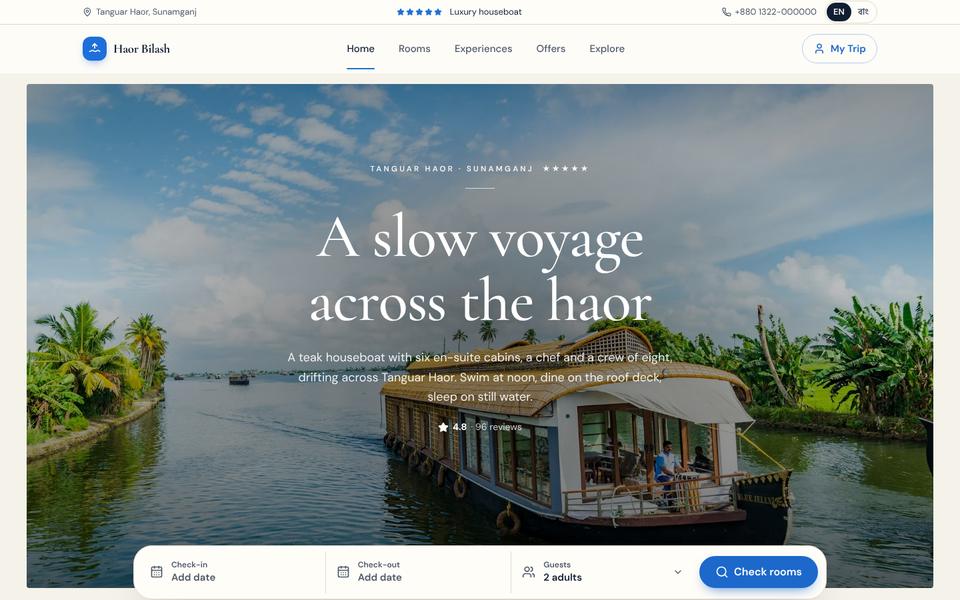 Tanguar Haor, Sunamganj
★★★★★ Luxury houseboat
+880 1322-000000
EN
বাং
Haor Bilash
Home
Rooms
Experiences
Offers
Explore
My Trip
TANGUAR HAOR · SUNAMGANJ ★★★★★
A slow voyage
across the haor
A teak houseboat with six en-suite cabins, a chef and a crew of eight,
drifting across Tanguar Haor. Swim at noon, dine on the roof deck,
sleep on still water.
★ 4.8 · 96 reviews
Check-in
Add date
Check-out
Add date
Guests
2 adults
Check rooms